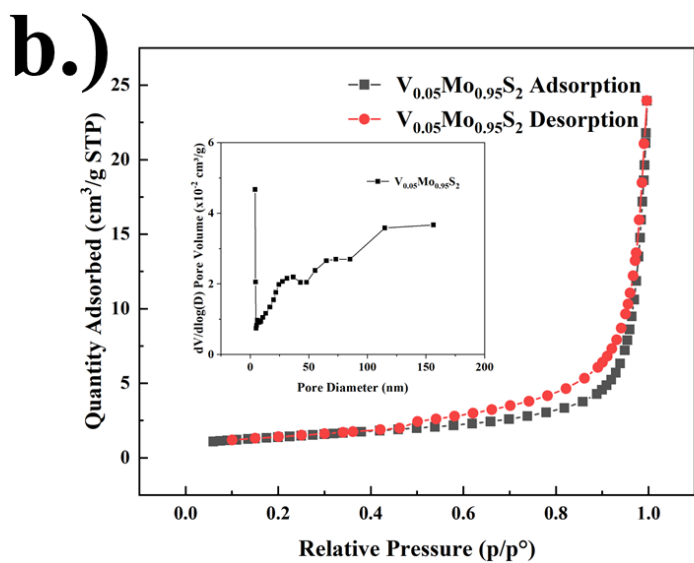 b.)
25
20
15
10
5
0
Quantity Adsorbed (cm³/g STP)
V₀.₀₅Mo₀.₉₅S₂ Adsorption
V₀.₀₅Mo₀.₉₅S₂ Desorption
6
4
2
0
dV/dlog(D) Pore Volume (x10⁻² cm³/g)
V₀.₀₅Mo₀.₉₅S₂
0 50 100 150 200
Pore Diameter (nm)
0.0 0.2 0.4 0.6 0.8 1.0
Relative Pressure (p/p°)